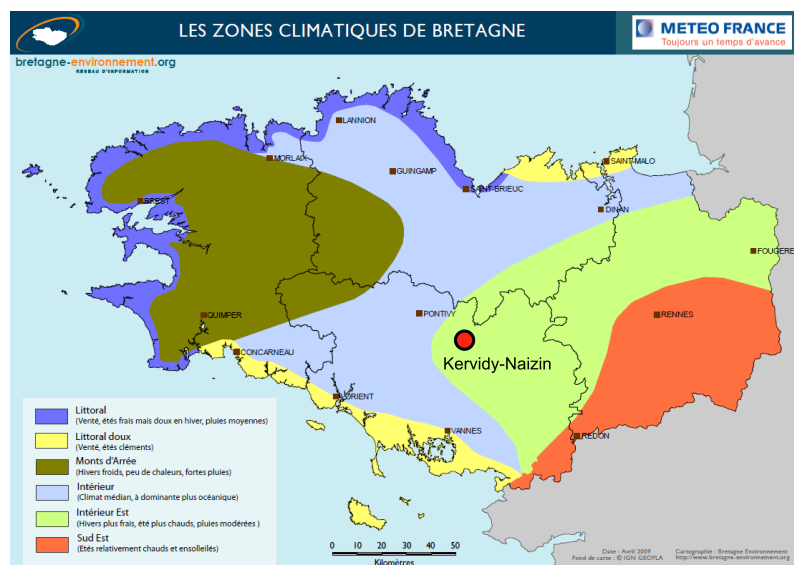 LES ZONES CLIMATIQUES DE BRETAGNE
METEO FRANCE
Toujours un temps d'avance
bretagne-environnement.org
RESEAU D'INFORMATION
LANNION
MORLAIX
GUINGAMP
SAINT-MALO
SAINT-BRIEUC
BREST
DINAN
FOUGERE
QUIMPER
PONTIVY
RENNES
Kervidy-Naizin
CONCARNEAU
LORIENT
VANNES
REDON
Littoral
(Venté, étés frais mais doux en hiver, pluies moyennes)
Littoral doux
(Venté, étés cléments)
Monts d'Arrée
(Hivers froids, peu de chaleurs, fortes pluies)
Intérieur
(Climat médian, à dominante plus océanique)
Intérieur Est
(Hivers plus frais, été plus chauds, pluies modérées )
Sud Est
(Etés relativement chauds et ensolleilés)
0 10 20 30 40 50
Kilomètres
Date : Avril 2009 Cartographie : Bretagne Environnement
Fond de carte : © IGN GEOFLA http://www.bretagne-environnement.org